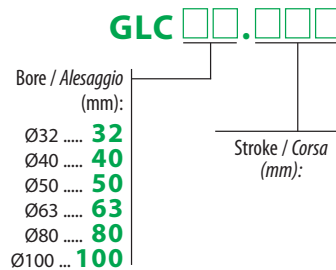 GLC □□.□□□
Bore / Alesaggio
(mm):
Ø32 ..... 32
Ø40 ..... 40
Ø50 ..... 50
Ø63 ..... 63
Ø80 ..... 80
Ø100 ... 100
Stroke / Corsa
(mm):